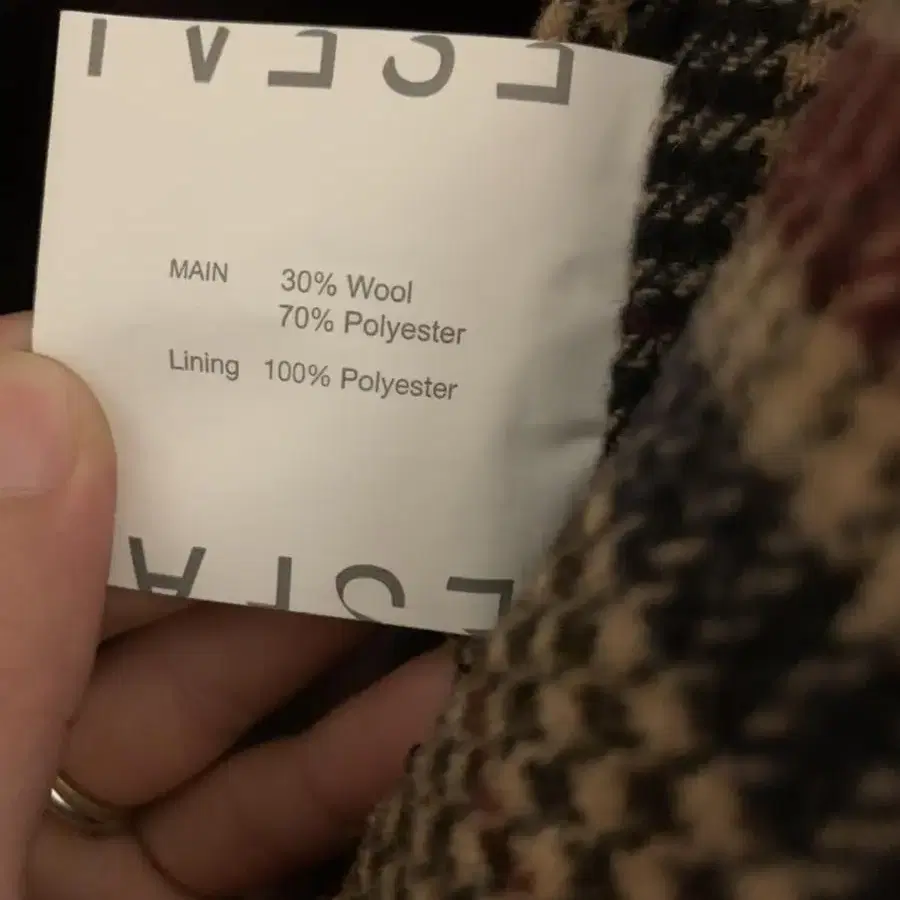 MAIN 30% Wool
70% Polyester
Lining 100% Polyester